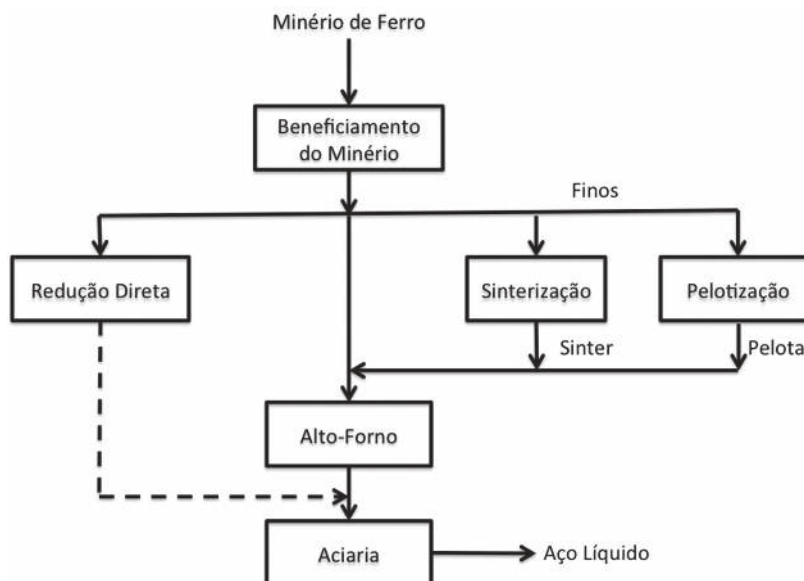 Minério de Ferro
Beneficiamento
do Minério
Finos
Redução Direta
Sinterização
Pelotização
Sinter
Pelota
Alto-Forno
Aciaria
Aço Líquido